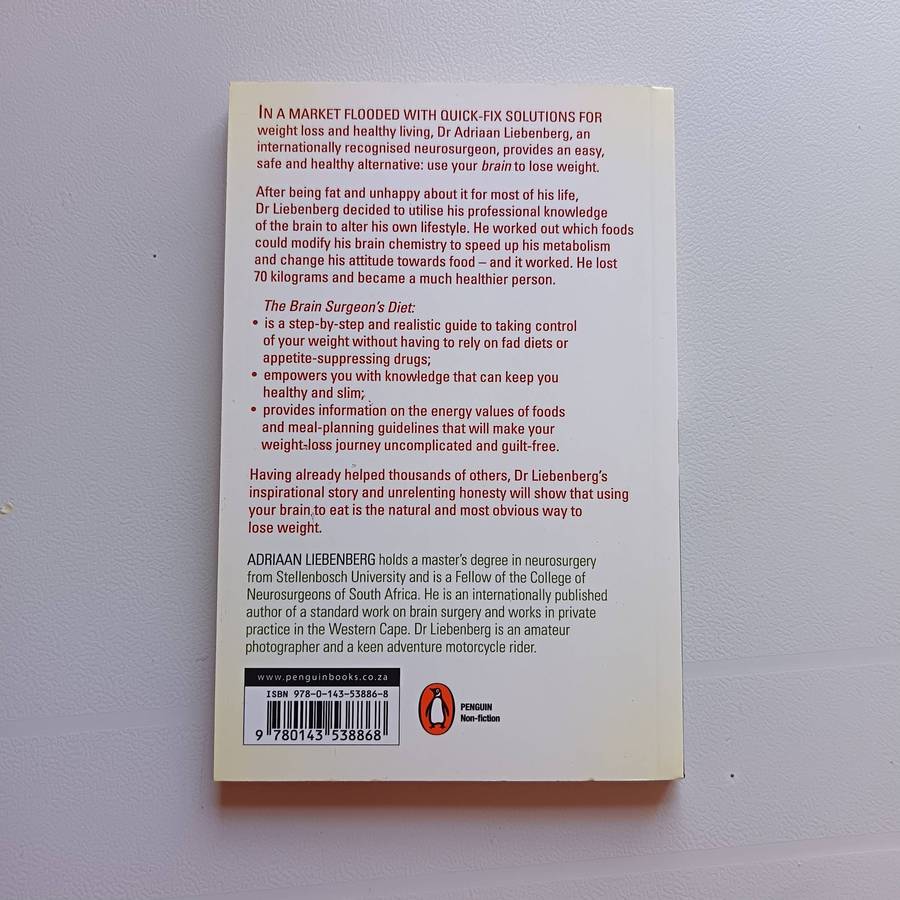 IN A MARKET FLOODED WITH QUICK-FIX SOLUTIONS FOR
weight loss and healthy living, Dr Adriaan Liebenberg, an
internationally recognised neurosurgeon, provides an easy,
safe and healthy alternative: use your brain to lose weight.
After being fat and unhappy about it for most of his life,
Dr Liebenberg decided to utilise his professional knowledge
of the brain to alter his own lifestyle. He worked out which foods
could modify his brain chemistry to speed up his metabolism
and change his attitude towards food – and it worked. He lost
70 kilograms and became a much healthier person.
The Brain Surgeon's Diet:
• is a step-by-step and realistic guide to taking control
of your weight without having to rely on fad diets or
appetite-suppressing drugs;
• empowers you with knowledge that can keep you
healthy and slim;
• provides information on the energy values of foods
and meal-planning guidelines that will make your
weight-loss journey uncomplicated and guilt-free.
Having already helped thousands of others, Dr Liebenberg's
inspirational story and unrelenting honesty will show that using
your brain to eat is the natural and most obvious way to
lose weight.
ADRIAAN LIEBENBERG holds a master's degree in neurosurgery
from Stellenbosch University and is a Fellow of the College of
Neurosurgeons of South Africa. He is an internationally published
author of a standard work on brain surgery and works in private
practice in the Western Cape. Dr Liebenberg is an amateur
photographer and a keen adventure motorcycle rider.
www.penguinbooks.co.za
ISBN 978-0-143-53886-8
9 780143 538868
PENGUIN
Non-fiction